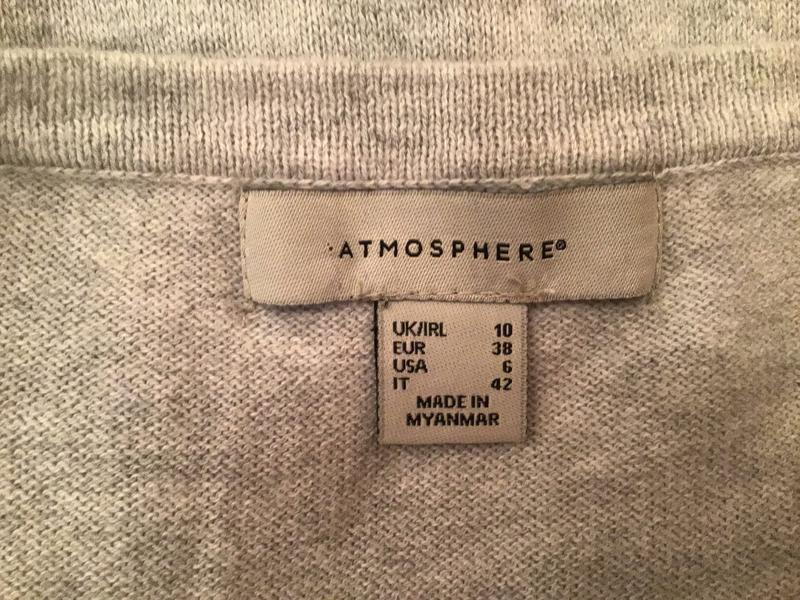 ATMOSPHERE®
UK/IRL 10
EUR 38
USA 6
IT 42
MADE IN
MYANMAR